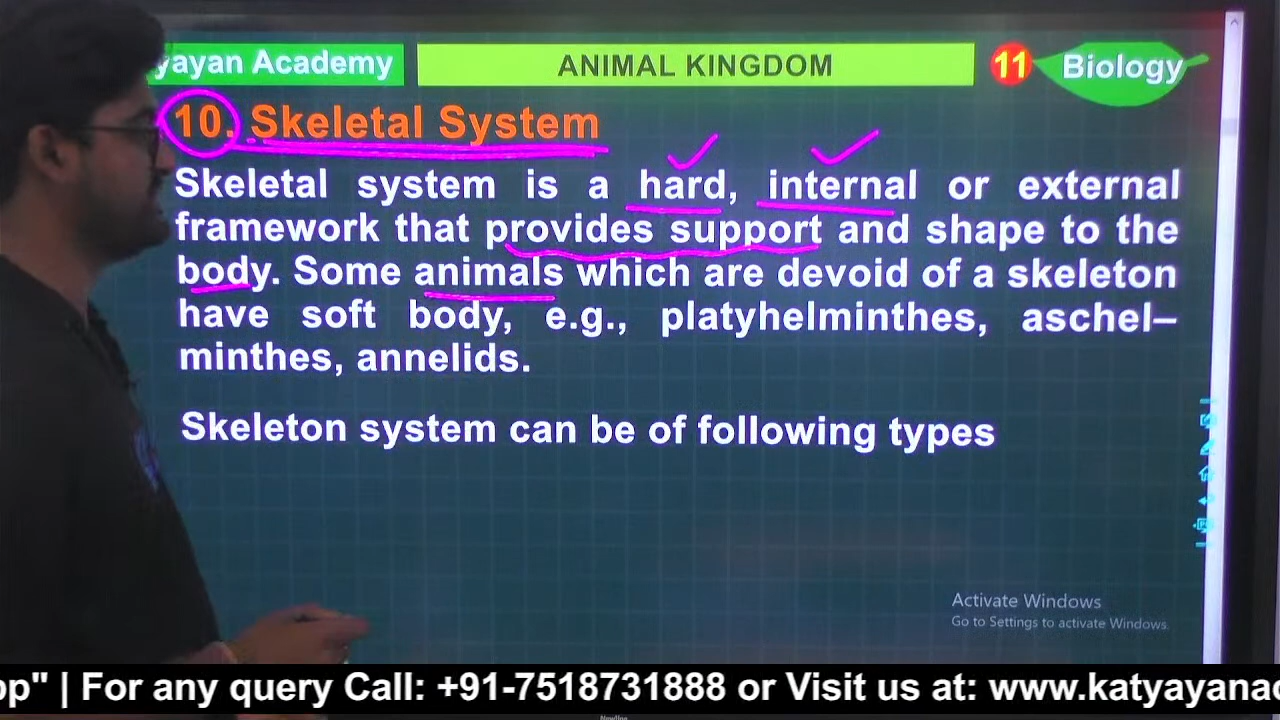 yayan Academy
ANIMAL KINGDOM
11
Biology
10. Skeletal System
Skeletal system is a hard, internal or external
framework that provides support and shape to the
body. Some animals which are devoid of a skeleton
have soft body, e.g., platyhelminthes, aschel–
minthes, annelids.
Skeleton system can be of following types
Activate Windows
Go to Settings to activate Windows.
pp" | For any query Call: +91-7518731888 or Visit us at: www.katyayanac
Newline